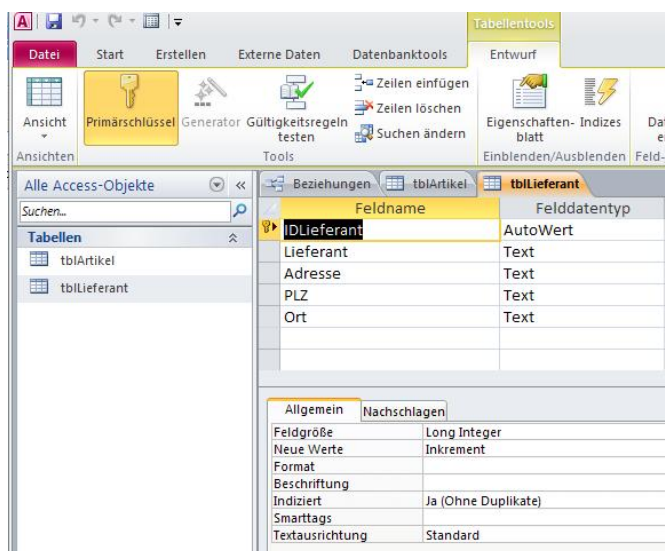 Tabellentools
Datei Start Erstellen Externe Daten Datenbanktools Entwurf
Ansicht
Primärschlüssel
Generator
Gültigkeitsregeln
testen
Zeilen einfügen
Zeilen löschen
Suchen ändern
Eigenschaften-
blatt
Indizes
Ansichten Tools Einblenden/Ausblenden Feld-
Alle Access-Objekte
Suchen...
Tabellen
tblArtikel
tblLieferant
Beziehungen tblArtikel tblLieferant
Feldname Felddatentyp
IDLieferant AutoWert
Lieferant Text
Adresse Text
PLZ Text
Ort Text
Allgemein Nachschlagen
Feldgröße Long Integer
Neue Werte Inkrement
Format
Beschriftung
Indiziert Ja (Ohne Duplikate)
Smarttags
Textausrichtung Standard